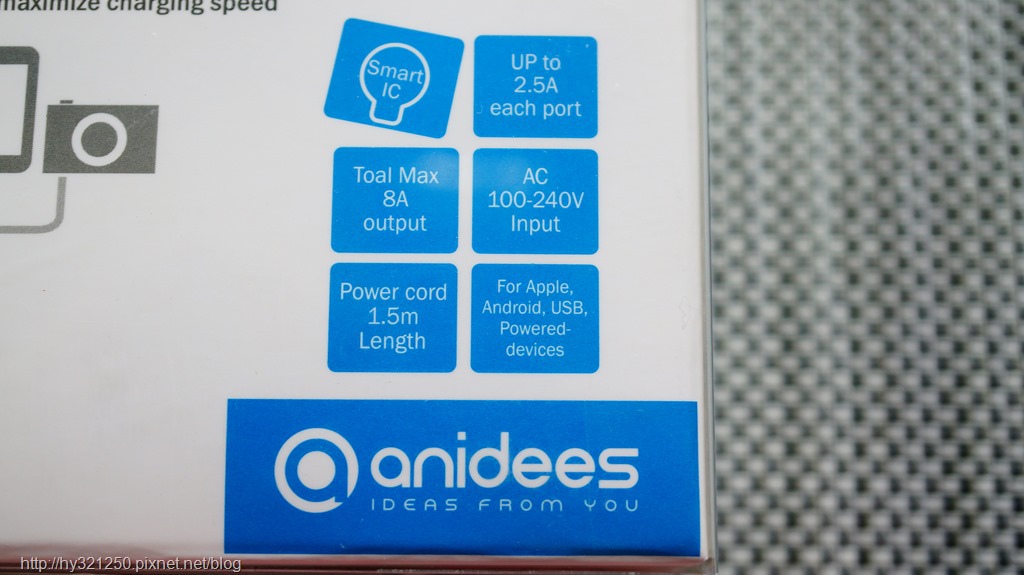 maximize charging speed
Smart
IC
UP to
2.5A
each port
Toal Max
8A
output
AC
100-240V
Input
Power cord
1.5m
Length
For Apple,
Android, USB,
Powered-
devices
anidees
IDEAS FROM YOU
http://hy321250.pixnet.net/blog